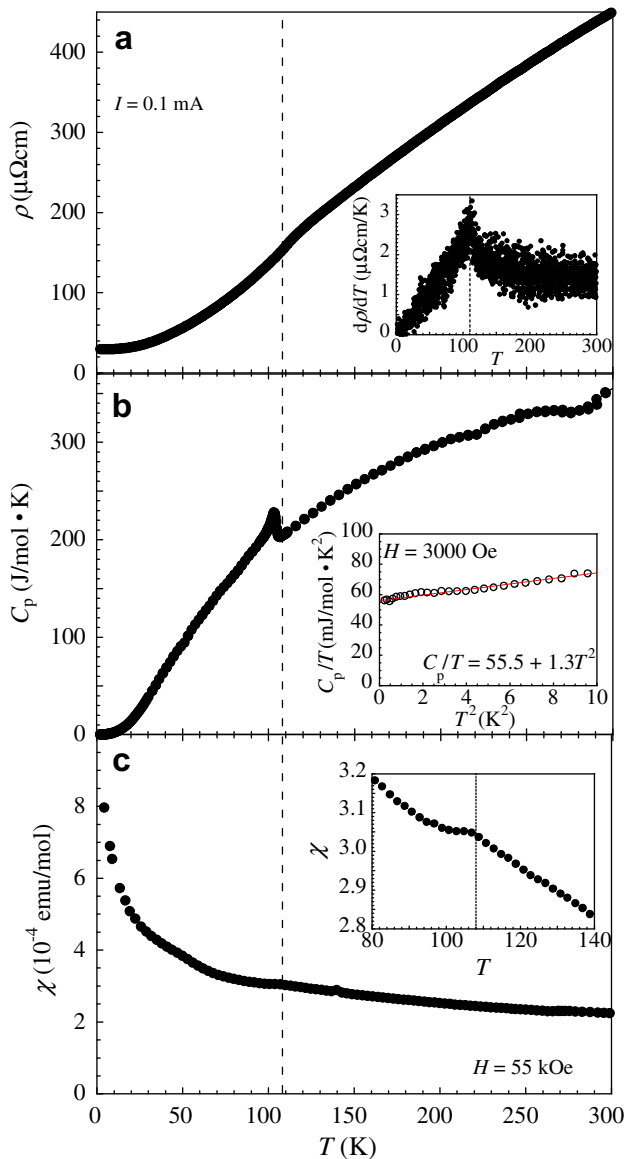 a
I = 0.1 mA
ρ (μΩcm)
400
300
200
100
0
dρ/dT (μΩcm/K)
3
2
1
0
0 100 200 300
T
b
C_p (J/mol • K)
300
200
100
0
H = 3000 Oe
C_p/T (mJ/mol • K²)
100
80
60
40
20
0
C_p/T = 55.5 + 1.3T²
0 2 4 6 8 10
T² (K²)
c
χ (10⁻⁴ emu/mol)
8
6
4
2
0
χ
3.2
3.1
3.0
2.9
2.8
80 100 120 140
T
H = 55 kOe
0 50 100 150 200 250 300
T (K)